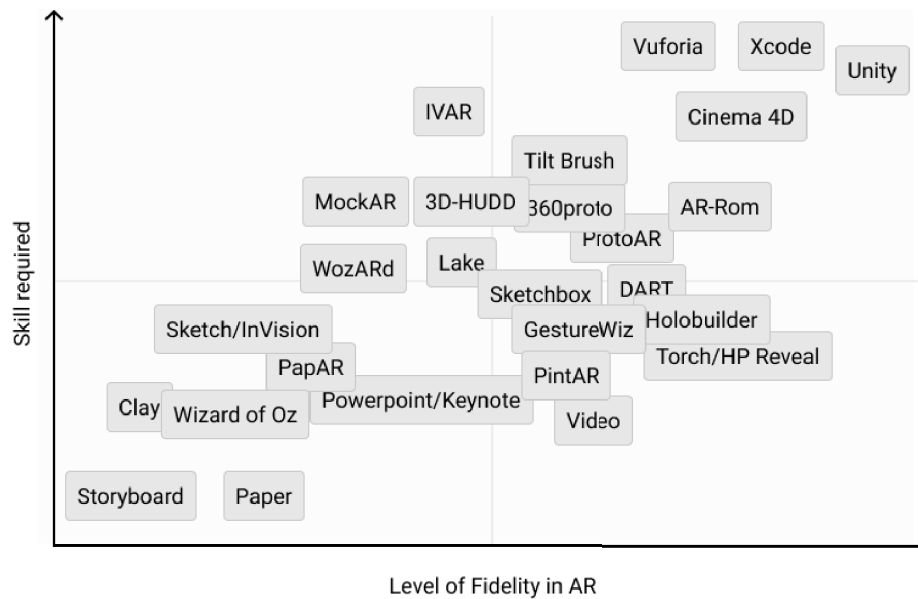 Vuforia
Xcode
Unity
IVAR
Cinema 4D
Tilt Brush
MockAR
3D-HUDD
360proto
AR-Rom
ProtoAR
WozARd
Lake
Sketchbox
DART
Sketch/InVision
GestureWiz
Holobuilder
PapAR
Torch/HP Reveal
PintAR
Clay
Wizard of Oz
Powerpoint/Keynote
Video
Storyboard
Paper
Skill required
Level of Fidelity in AR